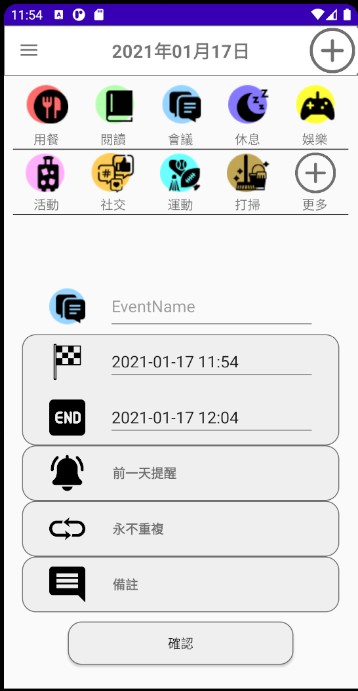 11:54
2021年01月17日
用餐 閱讀 會議 休息 娛樂
活動 社交 運動 打掃 更多
EventName
2021-01-17 11:54
END 2021-01-17 12:04
前一天提醒
永不重複
備註
確認